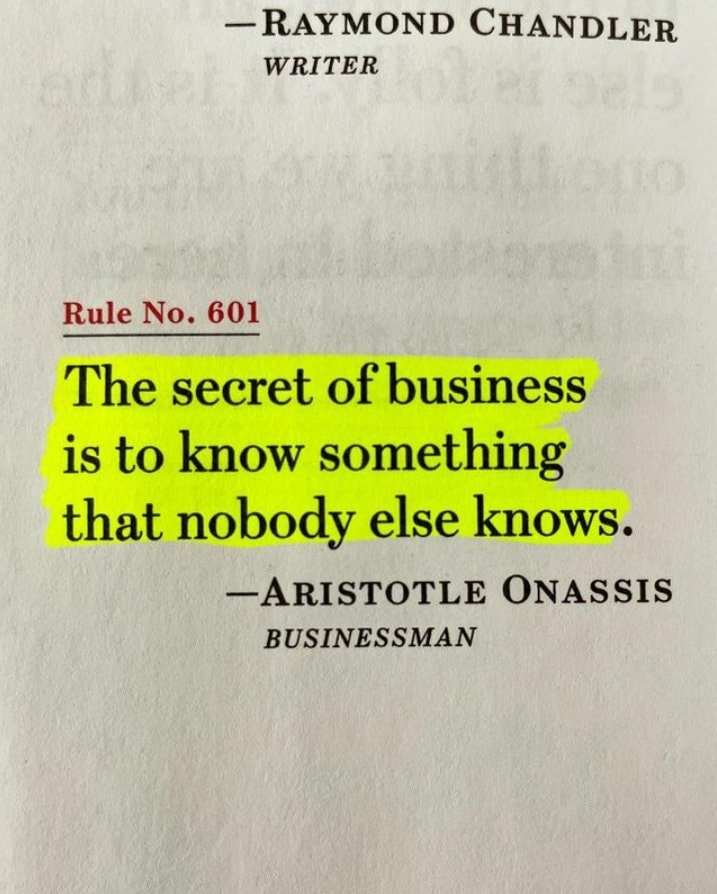 —RAYMOND CHANDLER
WRITER
Rule No. 601
The secret of business
is to know something
that nobody else knows.
—ARISTOTLE ONASSIS
BUSINESSMAN